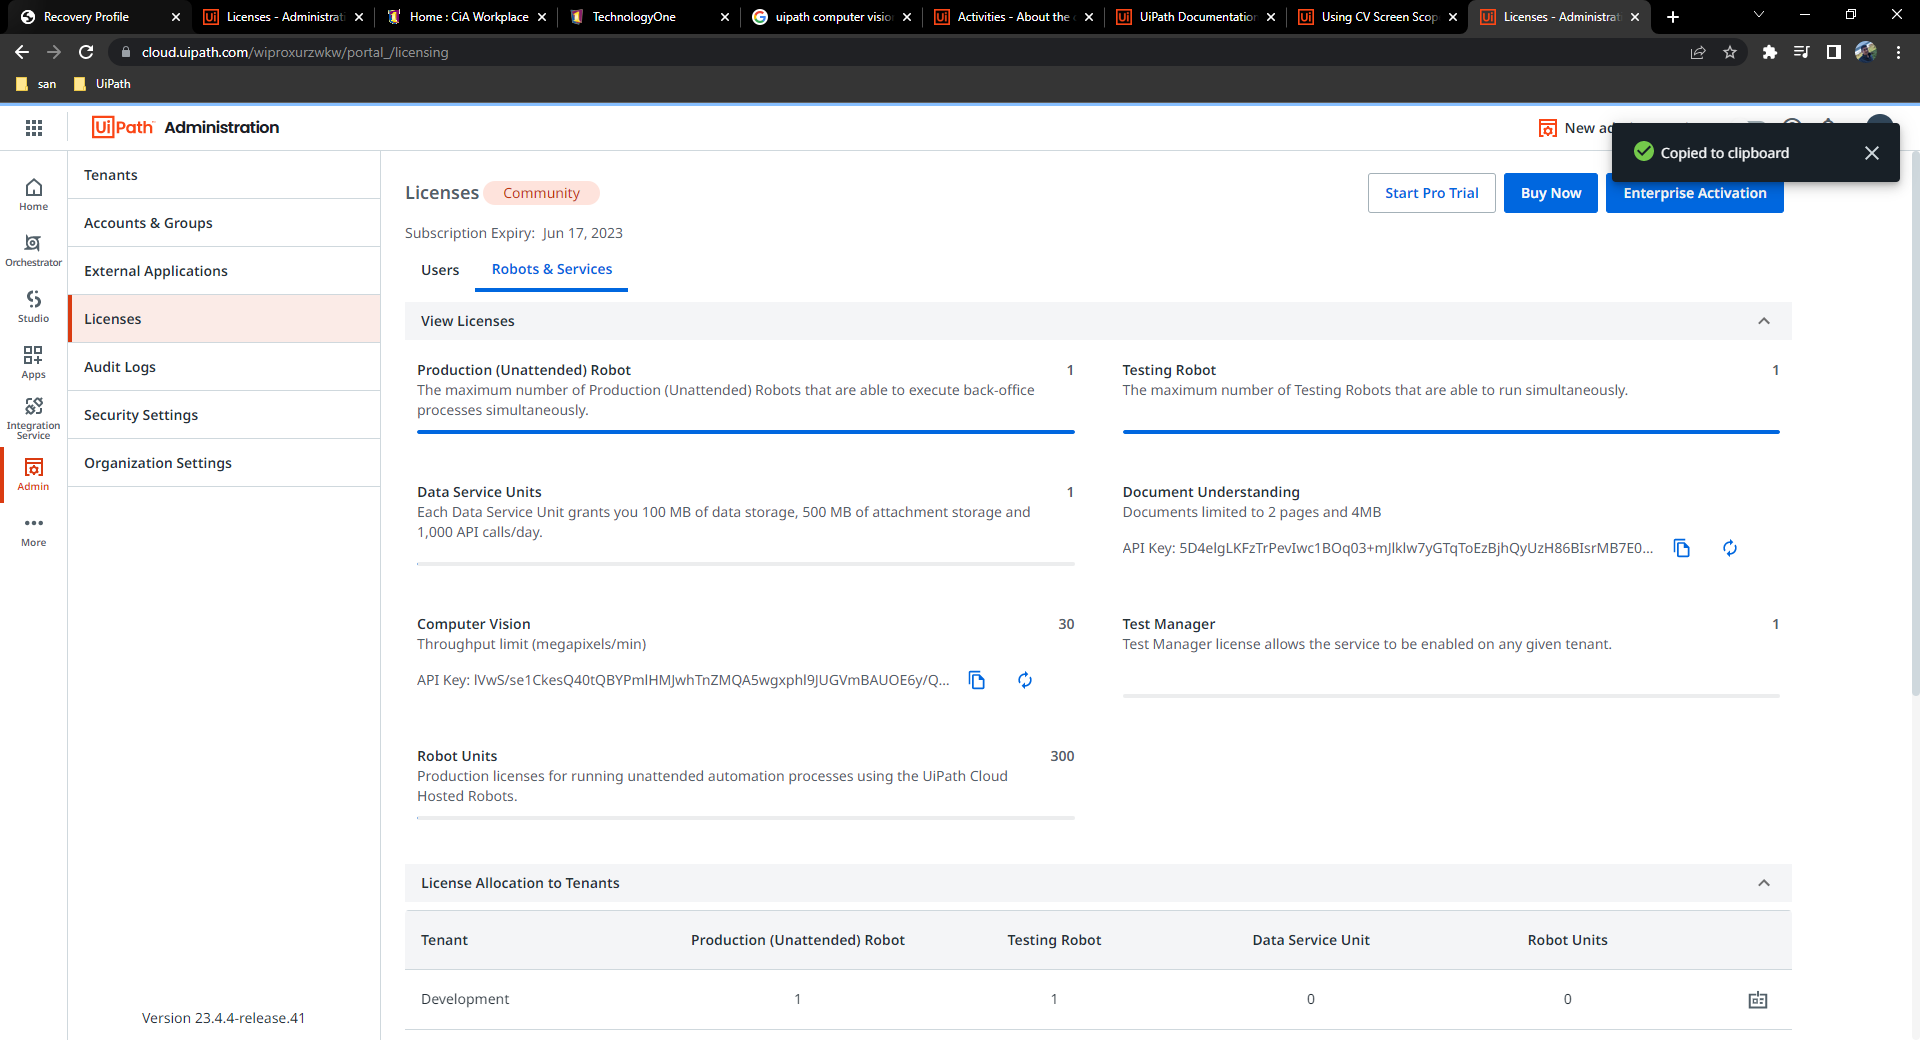 Recovery Profile
Licenses - Administrati
Home : CiA Workplace
TechnologyOne
uipath computer visio
Activities - About the
UiPath Documentation
Using CV Screen Scop
Licenses - Administrati
cloud.uipath.com/wiproxurzwkw/portal_/licensing
san
UiPath
UiPath Administration
New
Copied to clipboard
Home
Orchestrator
Studio
Apps
Integration
Service
Admin
More
Tenants
Accounts & Groups
External Applications
Licenses
Audit Logs
Security Settings
Organization Settings
Version 23.4.4-release.41
Licenses Community
Start Pro Trial
Buy Now
Enterprise Activation
Subscription Expiry: Jun 17, 2023
Users
Robots & Services
View Licenses
Production (Unattended) Robot 1
The maximum number of Production (Unattended) Robots that are able to execute back-office
processes simultaneously.
Testing Robot 1
The maximum number of Testing Robots that are able to run simultaneously.
Data Service Units 1
Each Data Service Unit grants you 100 MB of data storage, 500 MB of attachment storage and
1,000 API calls/day.
Document Understanding
Documents limited to 2 pages and 4MB
API Key: 5D4elgLKFzTrPevIwc1BOq03+mJlklw7yGTqToEzBjhQyUzH86BIsrMB7E0...
Computer Vision 30
Throughput limit (megapixels/min)
API Key: lVwS/se1CkesQ40tQBYPmlHMJwhTnZMQA5wgxphl9JUGVmBAUOE6y/Q...
Test Manager 1
Test Manager license allows the service to be enabled on any given tenant.
Robot Units 300
Production licenses for running unattended automation processes using the UiPath Cloud
Hosted Robots.
License Allocation to Tenants
Tenant Production (Unattended) Robot Testing Robot Data Service Unit Robot Units
Development 1 1 0 0